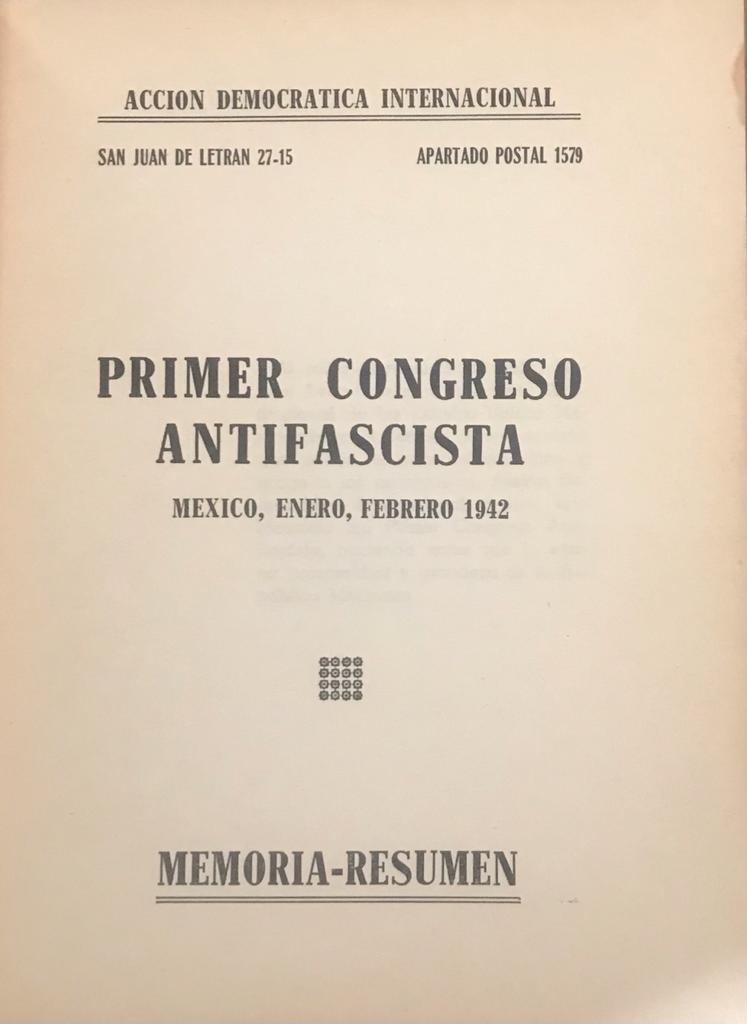 ACCION DEMOCRATICA INTERNACIONAL
SAN JUAN DE LETRAN 27-15 APARTADO POSTAL 1579
PRIMER CONGRESO
ANTIFASCISTA
MEXICO, ENERO, FEBRERO 1942
MEMORIA-RESUMEN